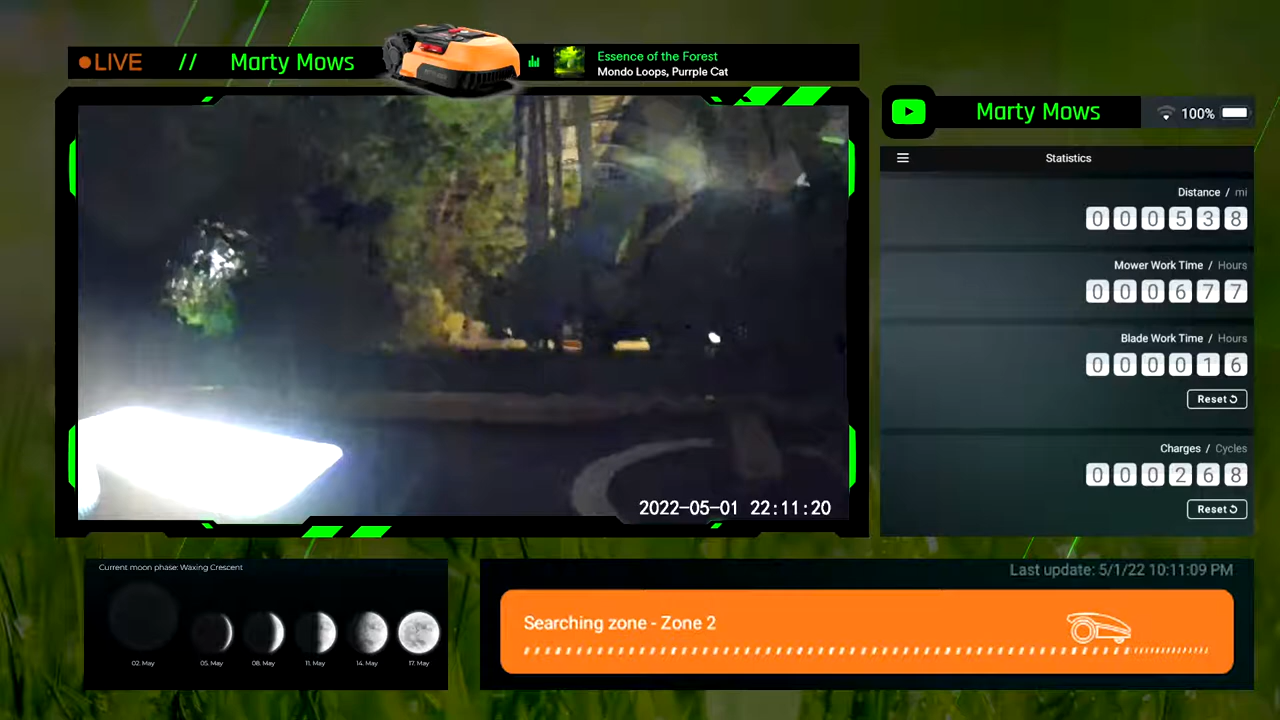 LIVE // Marty Mows
Essence of the Forest
Mondo Loops, Purrple Cat
Marty Mows
100%
Statistics
Distance / mi
000538
Mower Work Time / Hours
000677
Blade Work Time / Hours
000016
Reset
Charges / Cycles
000268
Reset
2022-05-01 22:11:20
Current moon phase: Waxing Crescent
02. May 05. May 08. May 11. May 14. May 17. May
Last update: 5/1/22 10:11:09 PM
Searching zone - Zone 2